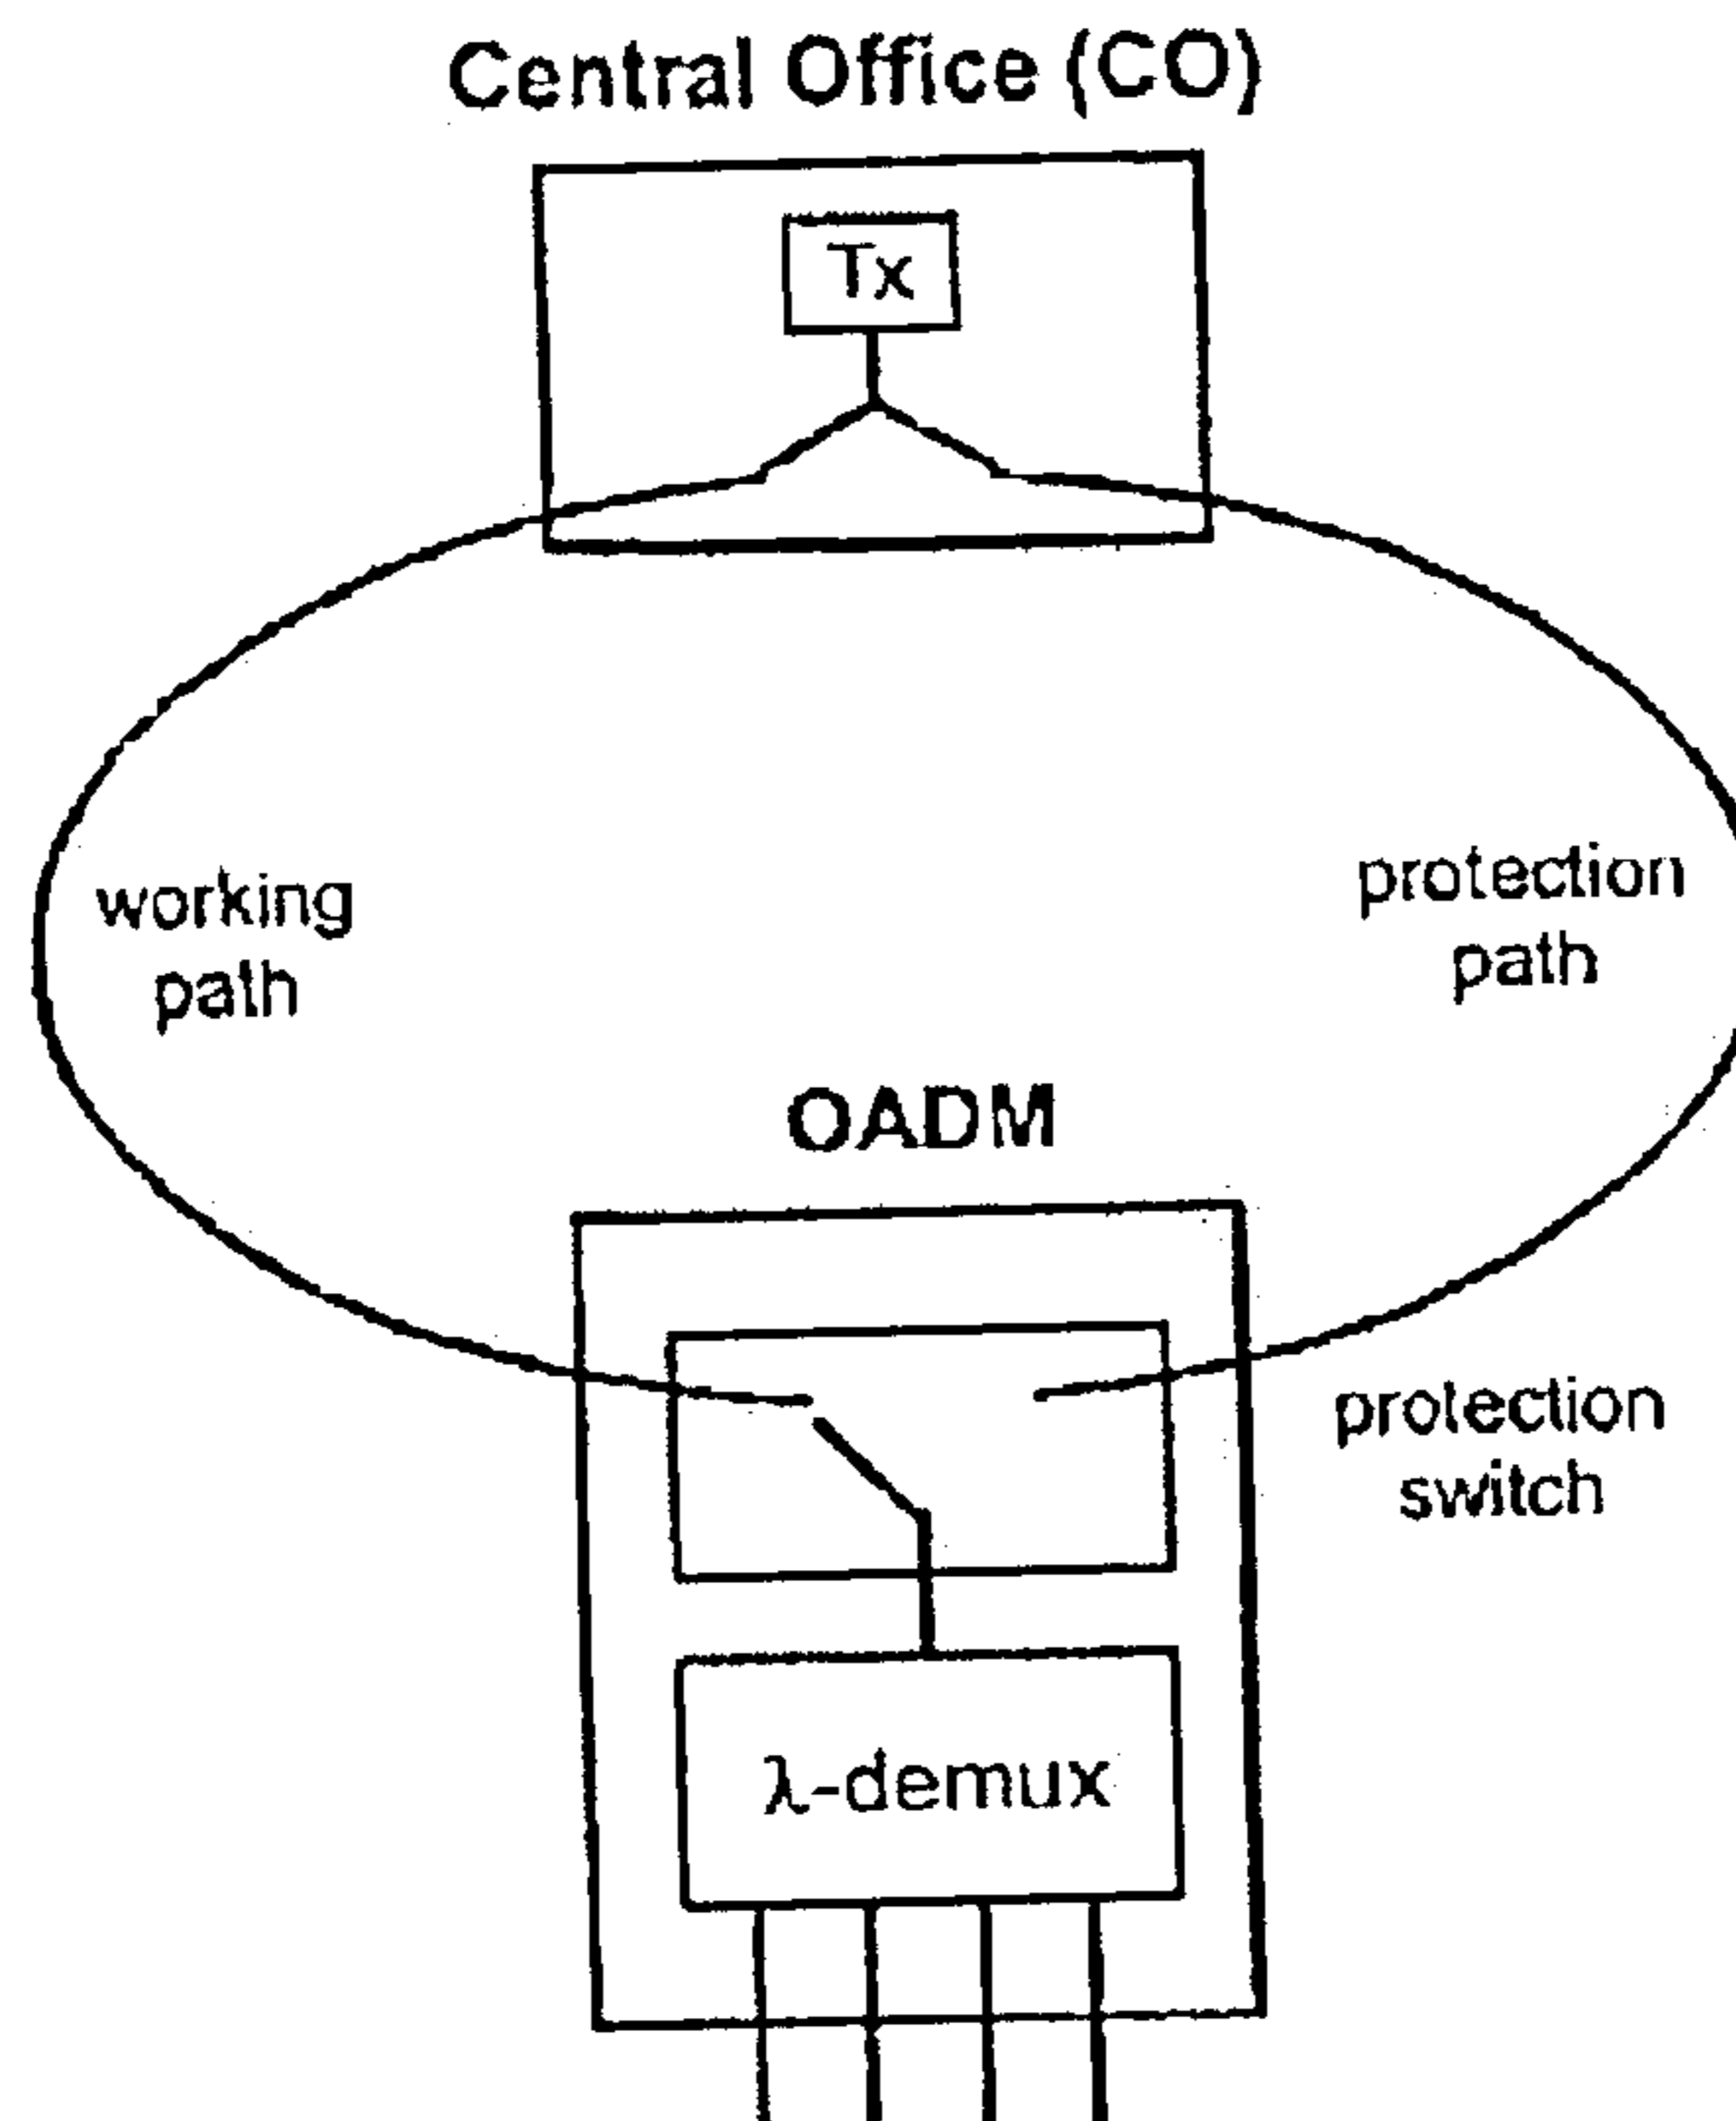 Central Office (CO)
Tx
working
path
protection
path
OADM
protection
switch
λ-demux